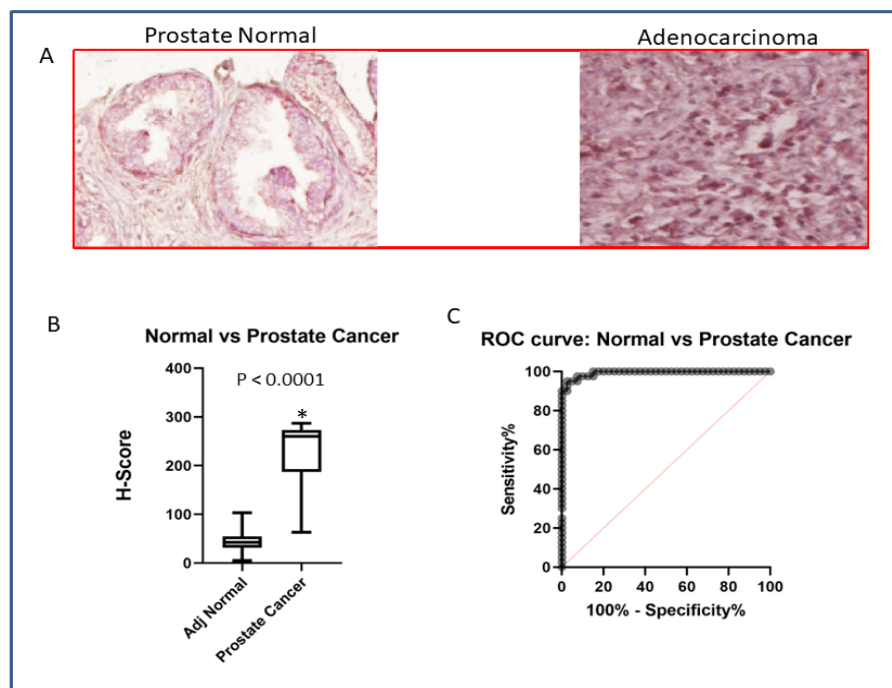 A
Prostate Normal
Adenocarcinoma
B
Normal vs Prostate Cancer
P < 0.0001
*
H-Score
400
300
200
100
0
Adj Normal
Prostate Cancer
C
ROC curve: Normal vs Prostate Cancer
Sensitivity%
100
80
60
40
20
0
0 20 40 60 80 100
100% - Specificity%